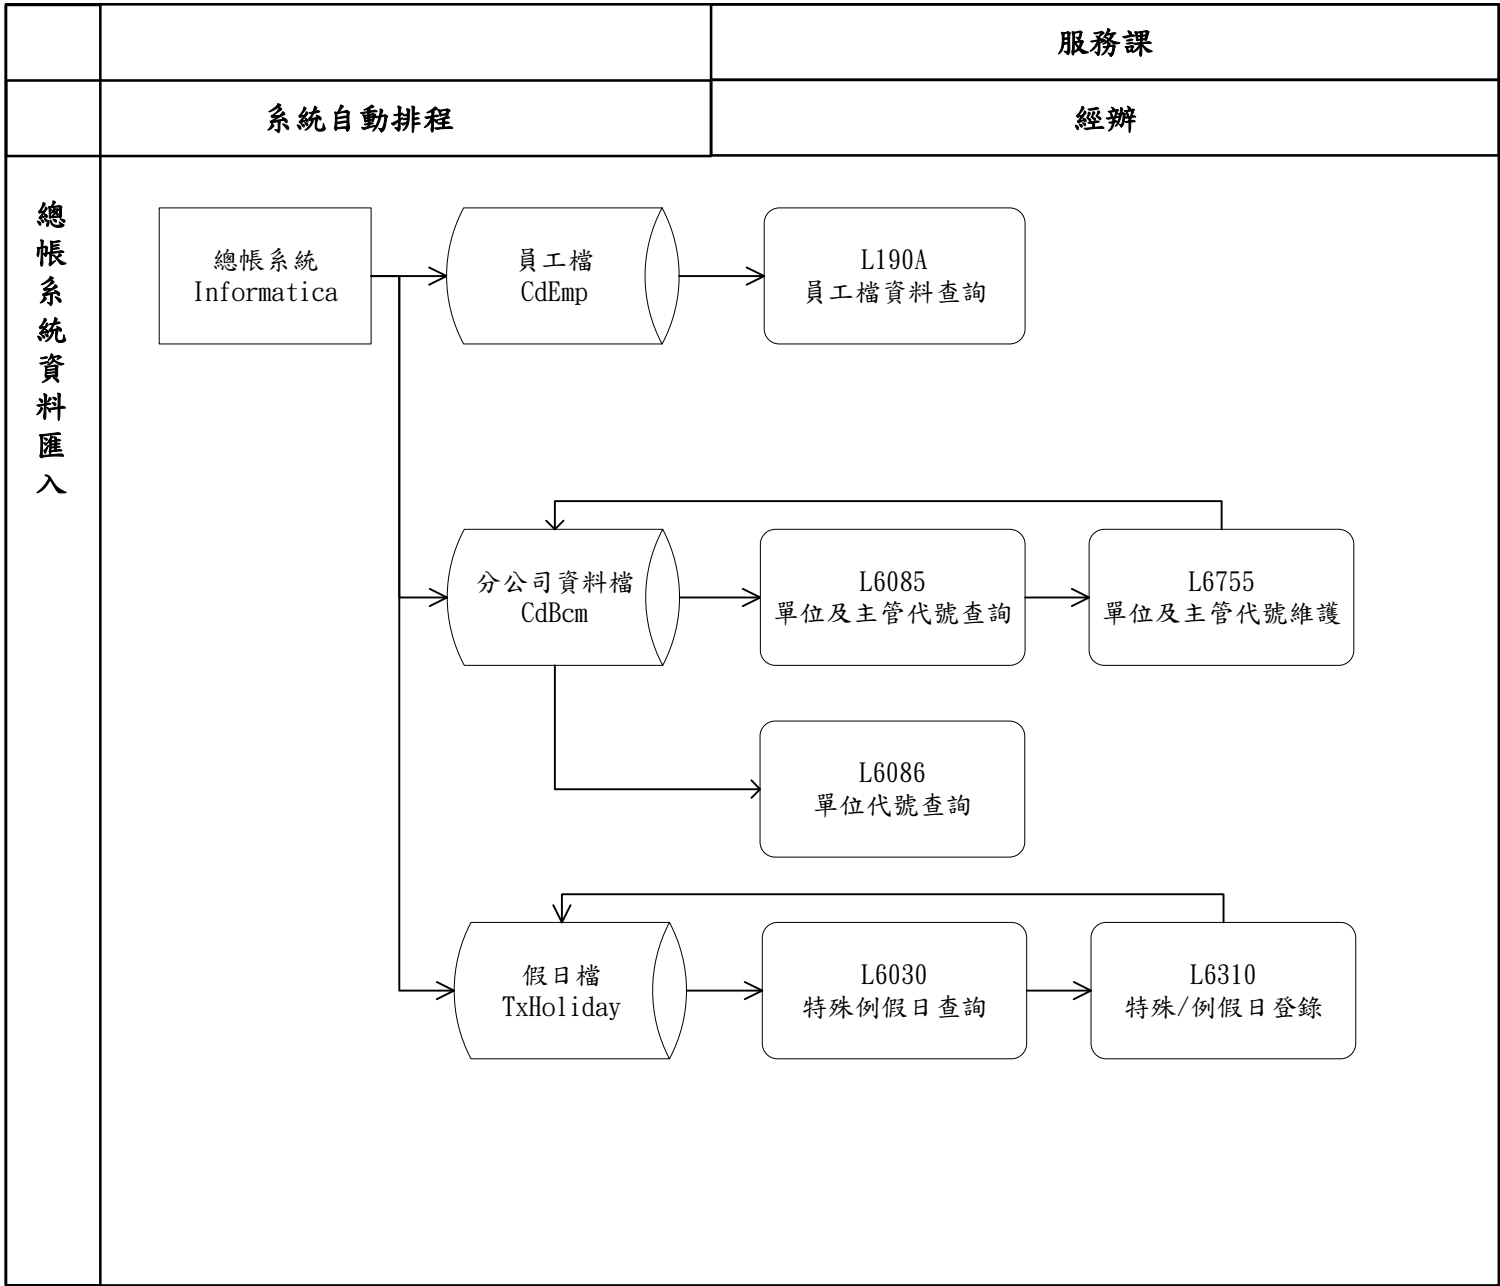 服務課
系統自動排程
經辦
總帳系統資料匯入
總帳系統
Informatica
員工檔
CdEmp
L190A
員工檔資料查詢
分公司資料檔
CdBcm
L6085
單位及主管代號查詢
L6755
單位及主管代號維護
L6086
單位代號查詢
假日檔
TxHoliday
L6030
特殊例假日查詢
L6310
特殊/例假日登錄